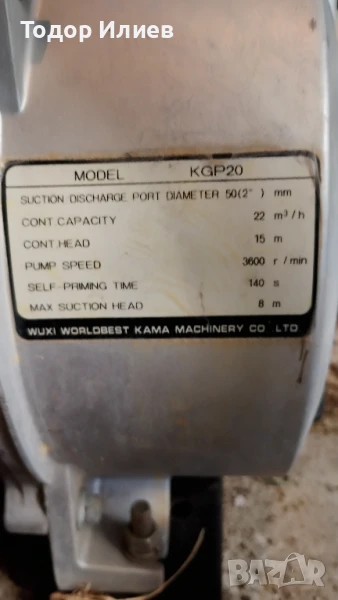 Тодор Илиев
MODEL KGP20
SUCTION DISCHARGE PORT DIAMETER 50(2") mm
CONT.CAPACITY 22 m³/h
CONT.HEAD 15 m
PUMP SPEED 3600 r/min
SELF-PRIMING TIME 140 s
MAX SUCTION HEAD 8 m
WUXI WORLDBEST KAMA MACHINERY CO LTD
BAZAR